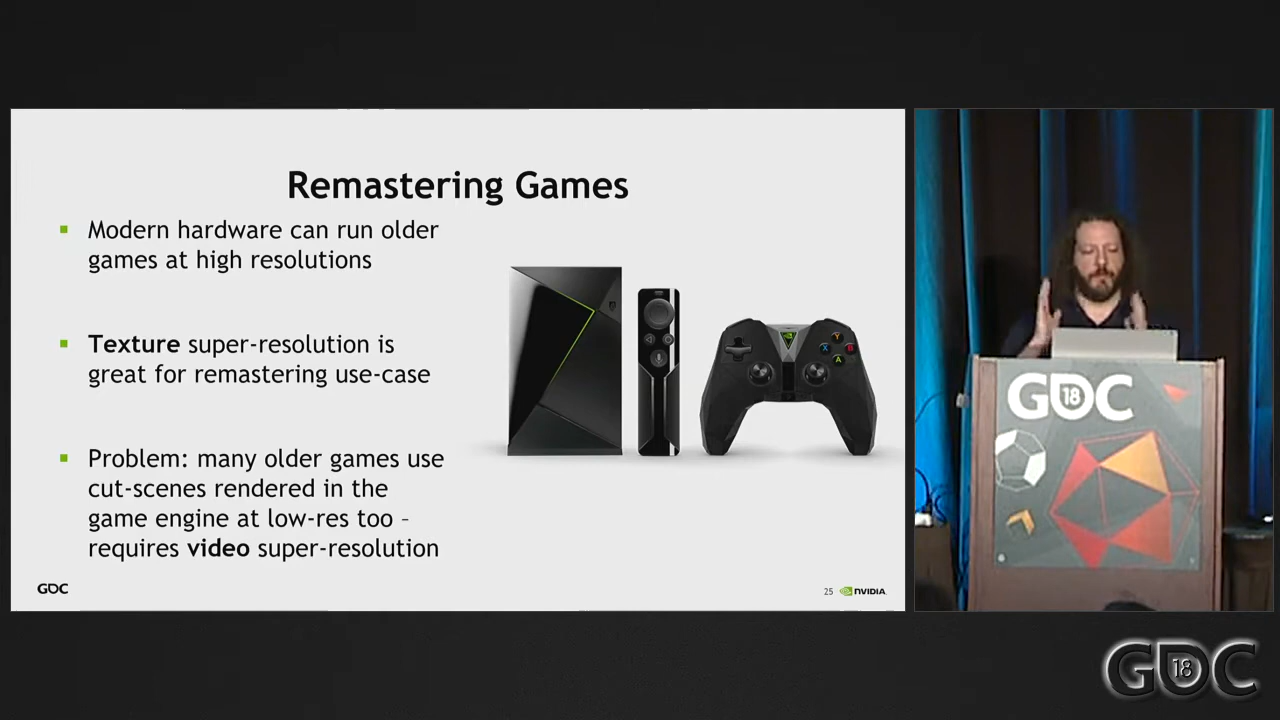 Remastering Games
Modern hardware can run older
games at high resolutions
Texture super-resolution is
great for remastering use-case
Problem: many older games use
cut-scenes rendered in the
game engine at low-res too –
requires video super-resolution
GDC
25
NVIDIA
Y
X
B
A
GDC
18
GDC
18